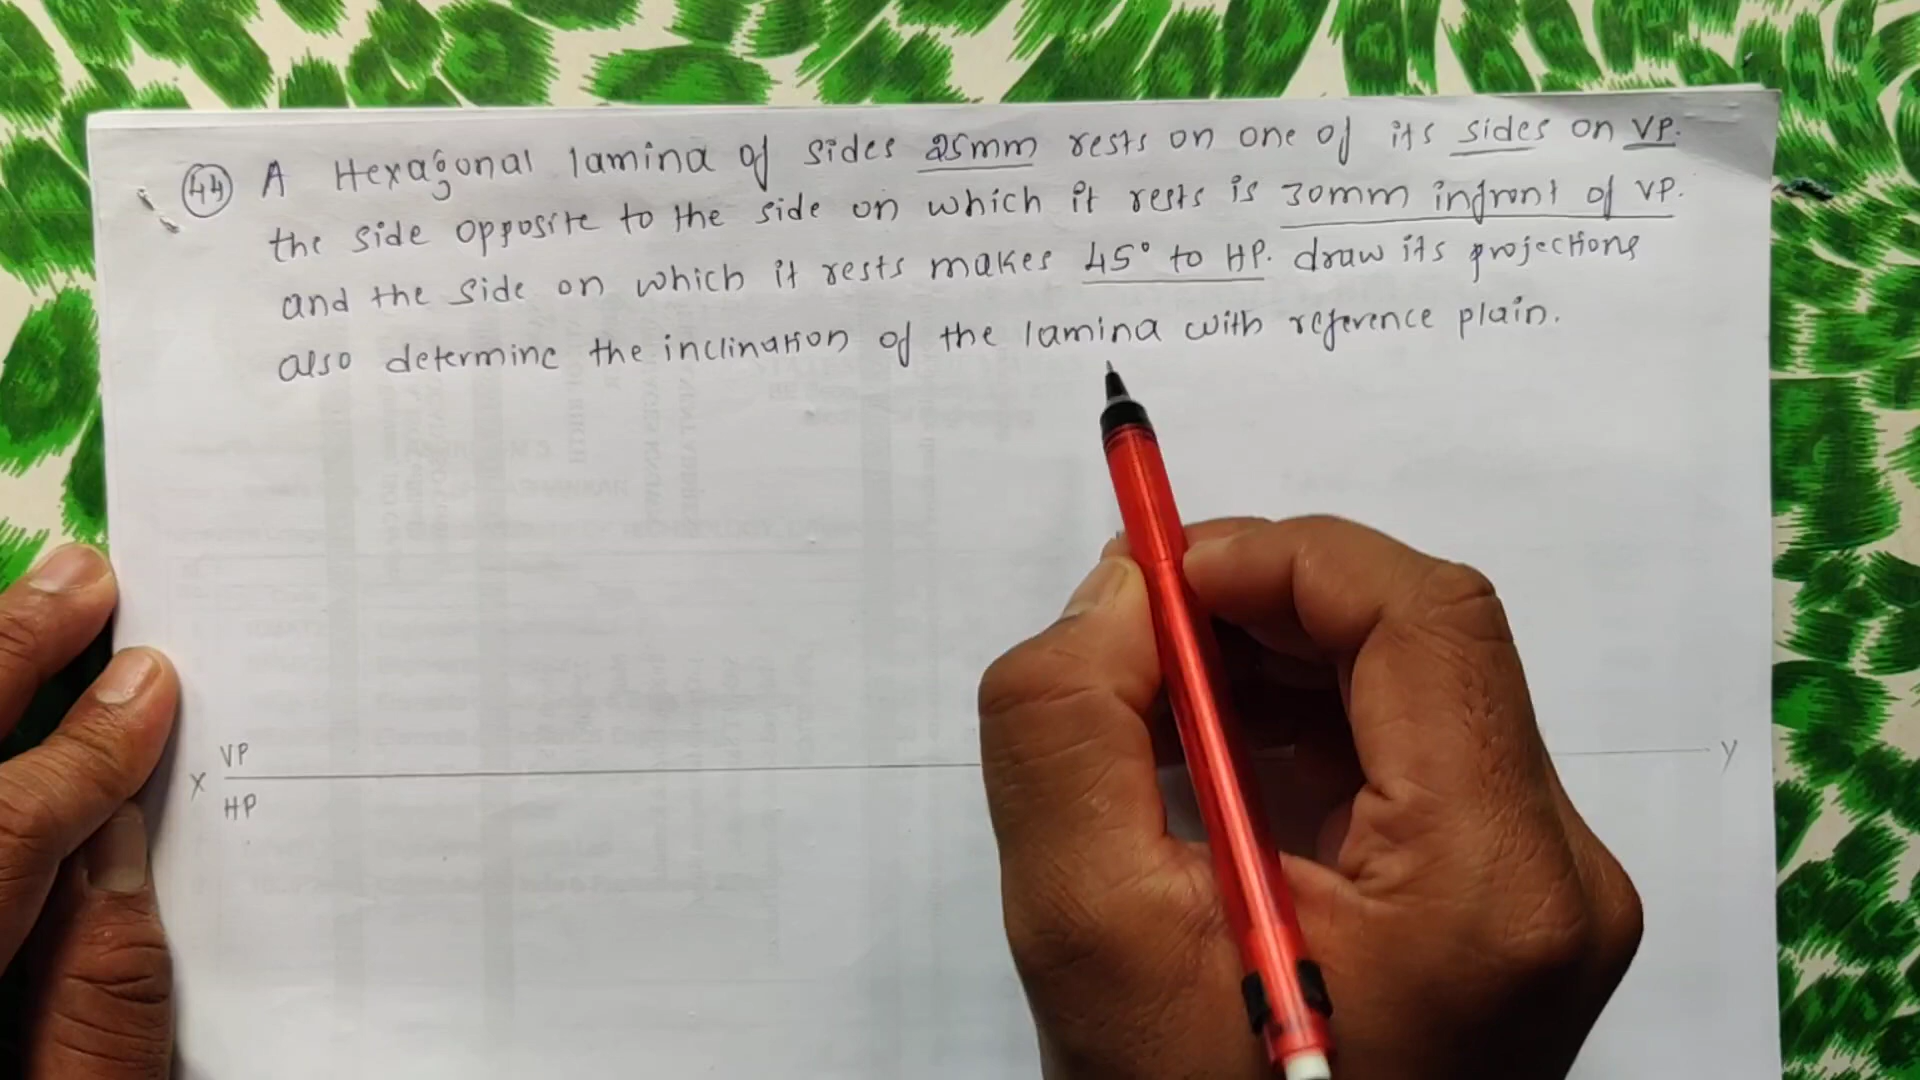 44 A Hexagonal lamina of sides 25mm rests on one of its sides on VP.
the side opposite to the side on which it rests is 30mm infront of VP.
and the side on which it rests makes 45° to HP. draw its projections
also determine the inclination of the lamina with reference plain.
VP
X Y
HP